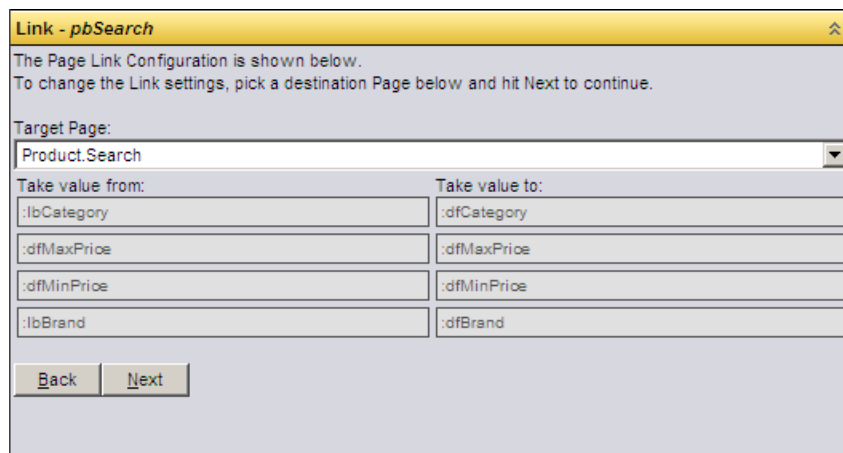 Link - pbSearch
The Page Link Configuration is shown below.
To change the Link settings, pick a destination Page below and hit Next to continue.
Target Page:
Product.Search
Take value from: Take value to:
:lbCategory :dfCategory
:dfMaxPrice :dfMaxPrice
:dfMinPrice :dfMinPrice
:lbBrand :dfBrand
Back Next